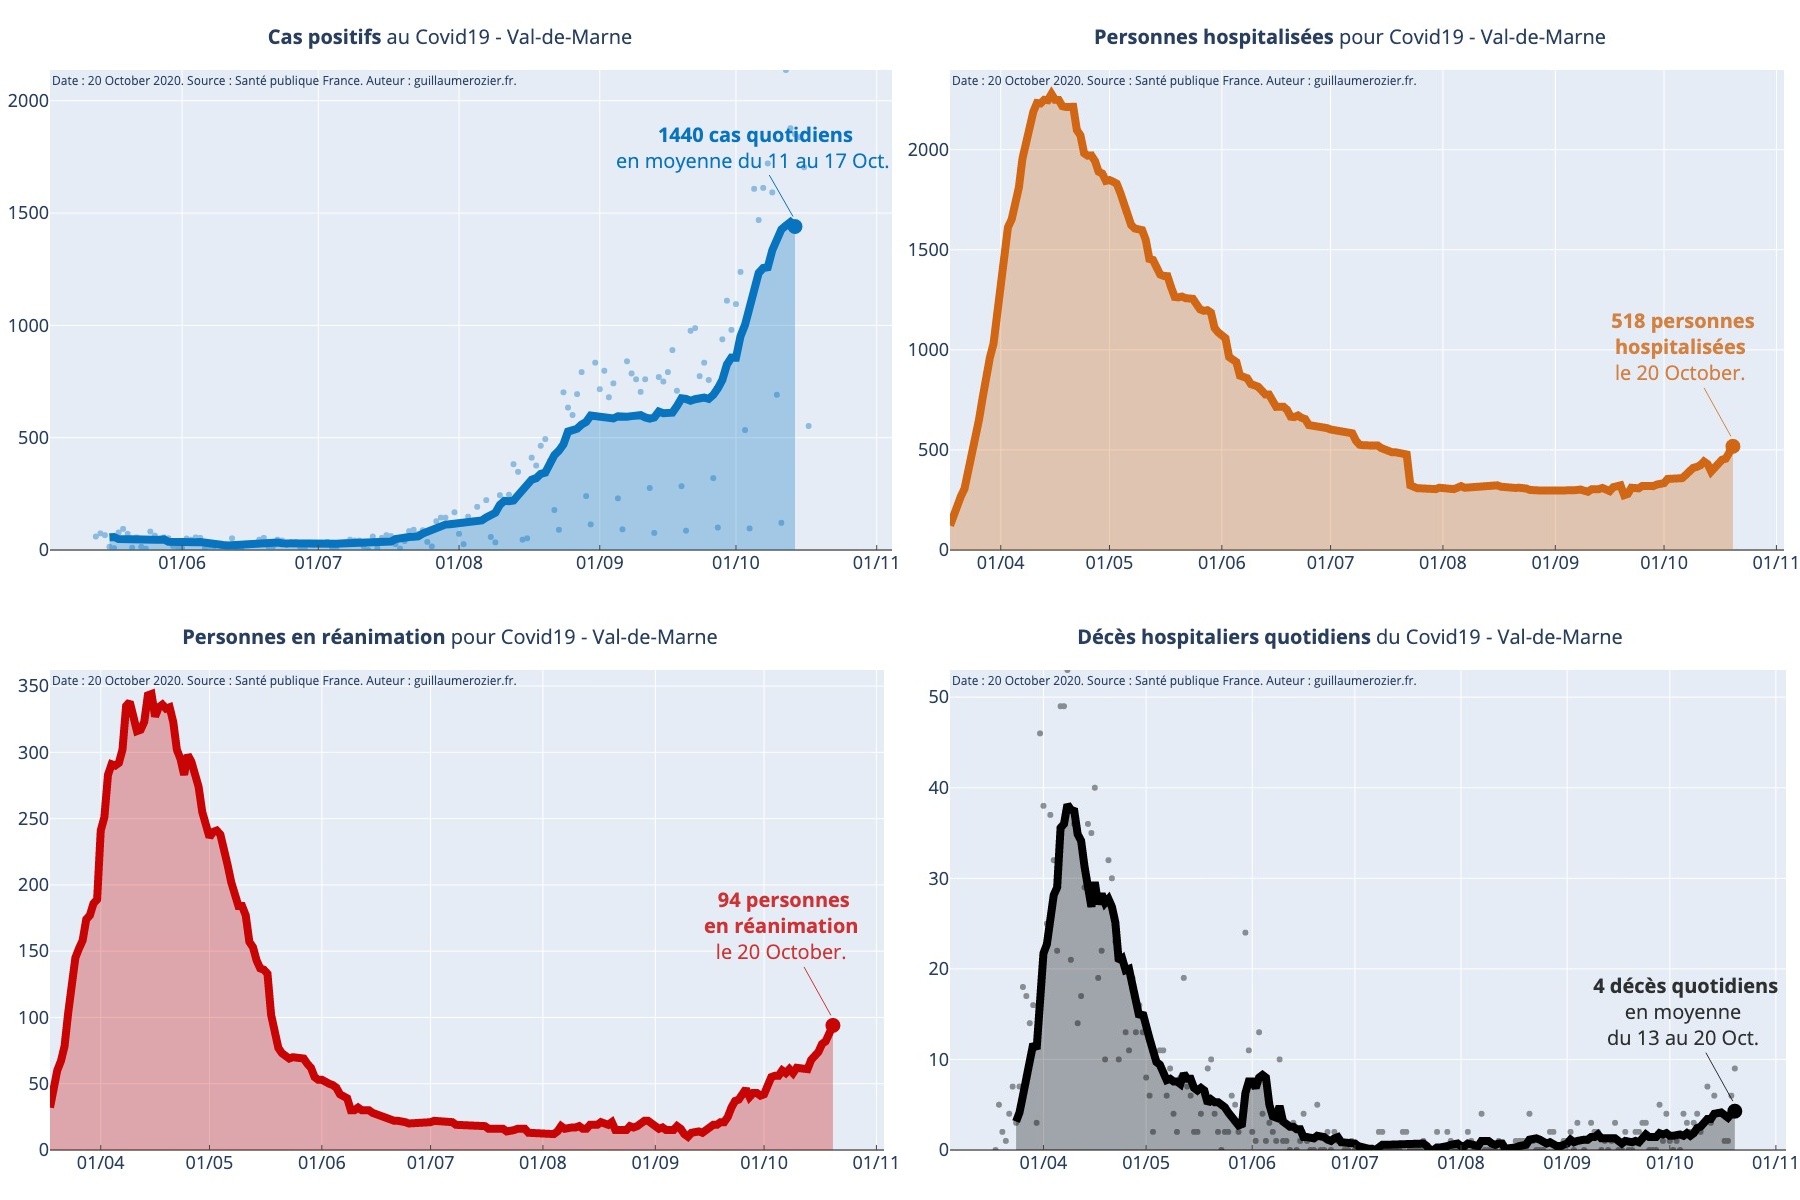 Cas positifs au Covid19 - Val-de-Marne
Date : 20 October 2020. Source : Santé publique France. Auteur : guillaumerozier.fr.
2000
1500
1000
500
0
1440 cas quotidiens
en moyenne du 11 au 17 Oct.
01/06 01/07 01/08 01/09 01/10 01/11
Personnes hospitalisées pour Covid19 - Val-de-Marne
Date : 20 October 2020. Source : Santé publique France. Auteur : guillaumerozier.fr.
2000
1500
1000
500
0
518 personnes
hospitalisées
le 20 October.
01/04 01/05 01/06 01/07 01/08 01/09 01/10 01/11
Personnes en réanimation pour Covid19 - Val-de-Marne
Date : 20 October 2020. Source : Santé publique France. Auteur : guillaumerozier.fr.
350
300
250
200
150
100
50
0
94 personnes
en réanimation
le 20 October.
01/04 01/05 01/06 01/07 01/08 01/09 01/10 01/11
Décès hospitaliers quotidiens du Covid19 - Val-de-Marne
Date : 20 October 2020. Source : Santé publique France. Auteur : guillaumerozier.fr.
50
40
30
20
10
0
4 décès quotidiens
en moyenne
du 13 au 20 Oct.
01/04 01/05 01/06 01/07 01/08 01/09 01/10 01/11